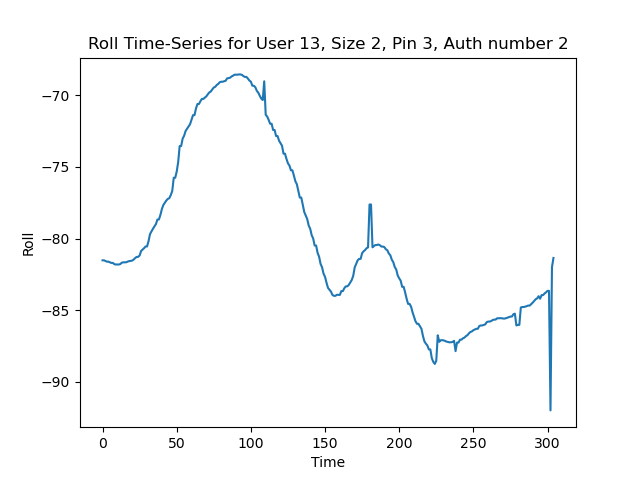 Roll Time-Series for User 13, Size 2, Pin 3, Auth number 2
−70
−75
−80
−85
−90
Roll
0 50 100 150 200 250 300
Time